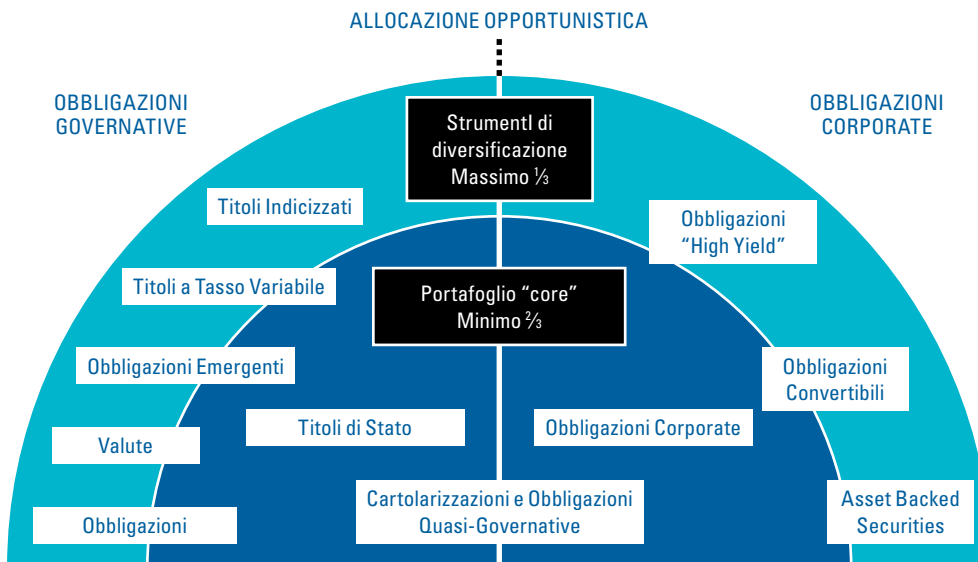 ALLOCAZIONE OPPORTUNISTICA
OBBLIGAZIONI
GOVERNATIVE
OBBLIGAZIONI
CORPORATE
StrumentI di
diversificazione
Massimo ⅓
Titoli Indicizzati
Obbligazioni
“High Yield”
Titoli a Tasso Variabile
Portafoglio “core”
Minimo ⅔
Obbligazioni Emergenti
Obbligazioni
Convertibili
Valute
Titoli di Stato
Obbligazioni Corporate
Obbligazioni
Cartolarizzazioni e Obbligazioni
Quasi-Governative
Asset Backed
Securities